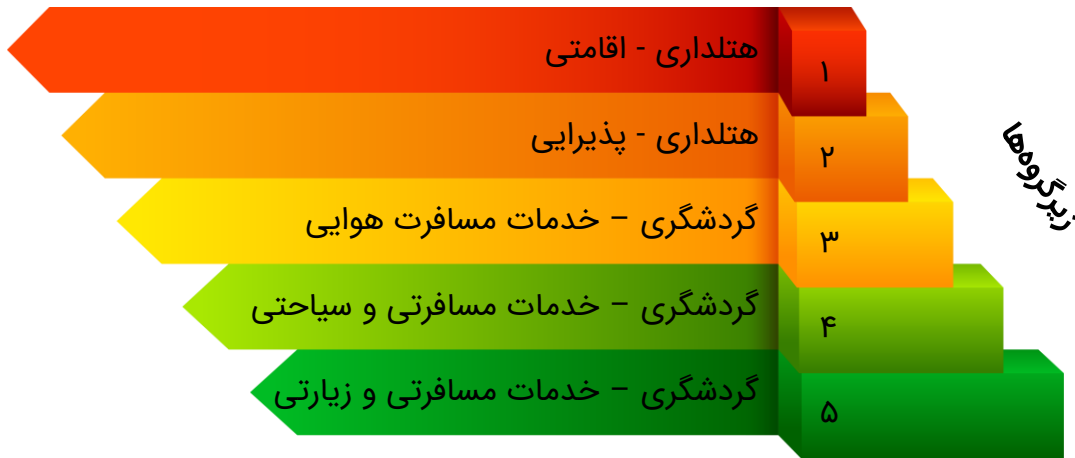 زیرگروه‌ها
۱
هتلداری - اقامتی
۲
هتلداری - پذیرایی
۳
گردشگری – خدمات مسافرت هوایی
۴
گردشگری – خدمات مسافرتی و سیاحتی
۵
گردشگری – خدمات مسافرتی و زیارتی